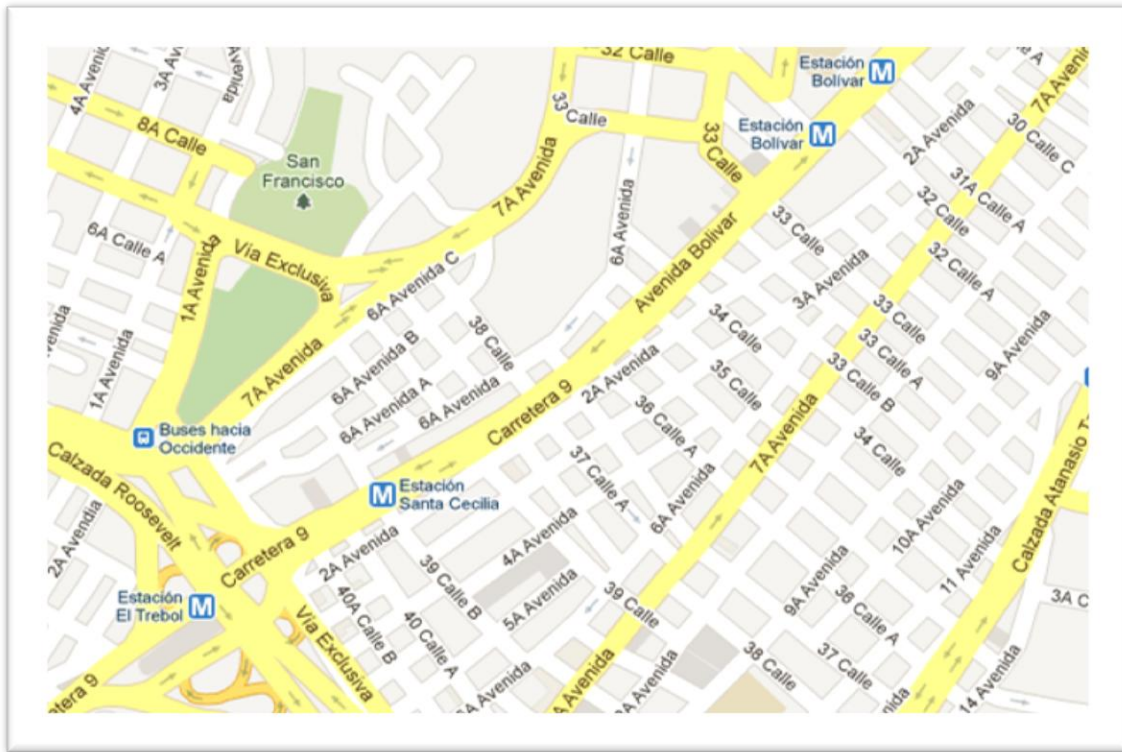 32 Calle
Estación
Bolívar
4A Avenida
3A Avenida
Avenida
7A Avenida
8A Calle
33 Calle
Estación
Bolívar
33 Calle
2A Avenida
30 Calle C
San
Francisco
31A Calle A
7A Avenida
32 Calle
6A Avenida
33 Calle
6A Calle A
1A Avenida
Vía Exclusiva
Avenida Bolivar
32 Calle A
6A Avenida C
3A Avenida
33 Calle
34 Calle
38 Calle
33 Calle A
9A Avenida
6A Avenida B
7A Avenida
33 Calle B
35 Calle
2A Avenida
1A Avenida
6A Avenida A
6A Avenida
Carretera 9
36 Calle A
7A Avenida
34 Calle
Buses hacia
Occidente
Calzada Roosevelt
37 Calle A
6A Avenida
Estación
Santa Cecilia
10A Avenida
Calzada Atanasio T
2A Avendia
Carretera 9
2A Avenida
4A Avenida
39 Calle B
11 Avenida
9A Avenida
Estación
El Trebol
5A Avenida
39 Calle
36 Calle A
3A C
40A Calle B
40 Calle A
Vía Exclusiva
38 Calle
37 Calle
14 Avenida
Avenida